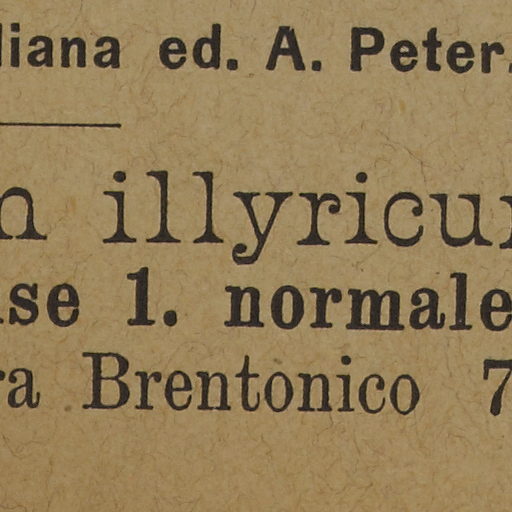 liana ed. A. Peter.
n illyricu
se 1. normale
ra Brentonico 7